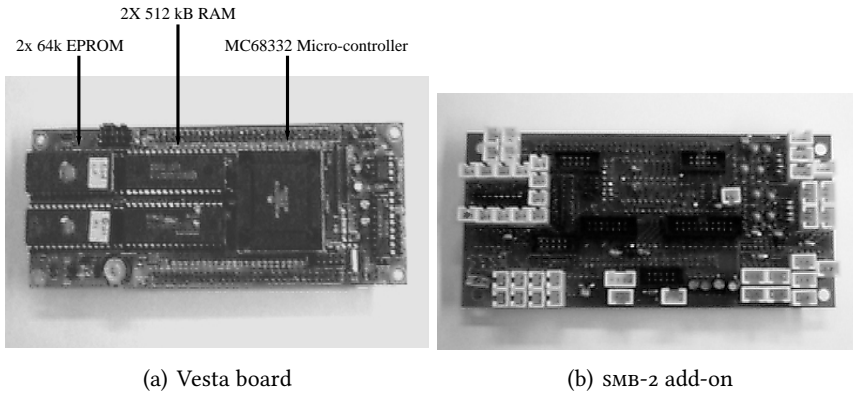 2X 512 kB RAM
2x 64k EPROM
MC68332 Micro-controller
(a) Vesta board
(b) SMB-2 add-on